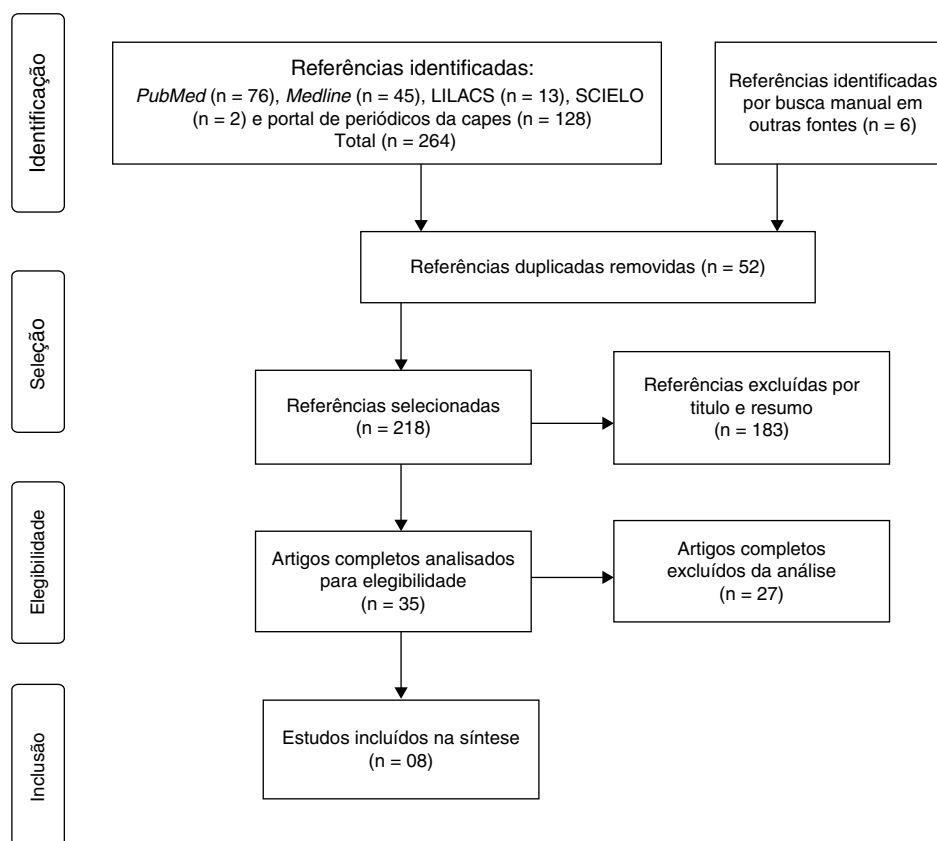 Identificação
Referências identificadas:
PubMed (n = 76), Medline (n = 45), LILACS (n = 13), SCIELO
(n = 2) e portal de periódicos da capes (n = 128)
Total (n = 264)
Referências identificadas
por busca manual em
outras fontes (n = 6)
Referências duplicadas removidas (n = 52)
Seleção
Referências selecionadas
(n = 218)
Referências excluídas por
titulo e resumo
(n = 183)
Elegibilidade
Artigos completos analisados
para elegibilidade
(n = 35)
Artigos completos
excluídos da análise
(n = 27)
Inclusão
Estudos incluídos na síntese
(n = 08)